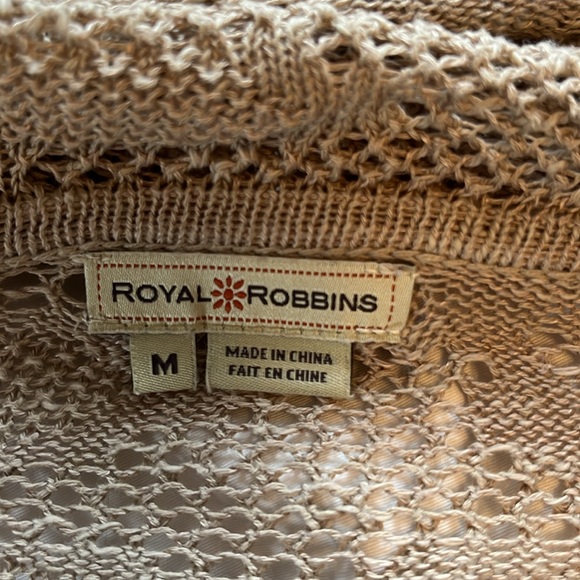 ROYAL ROBBINS
M
MADE IN CHINA
FAIT EN CHINE